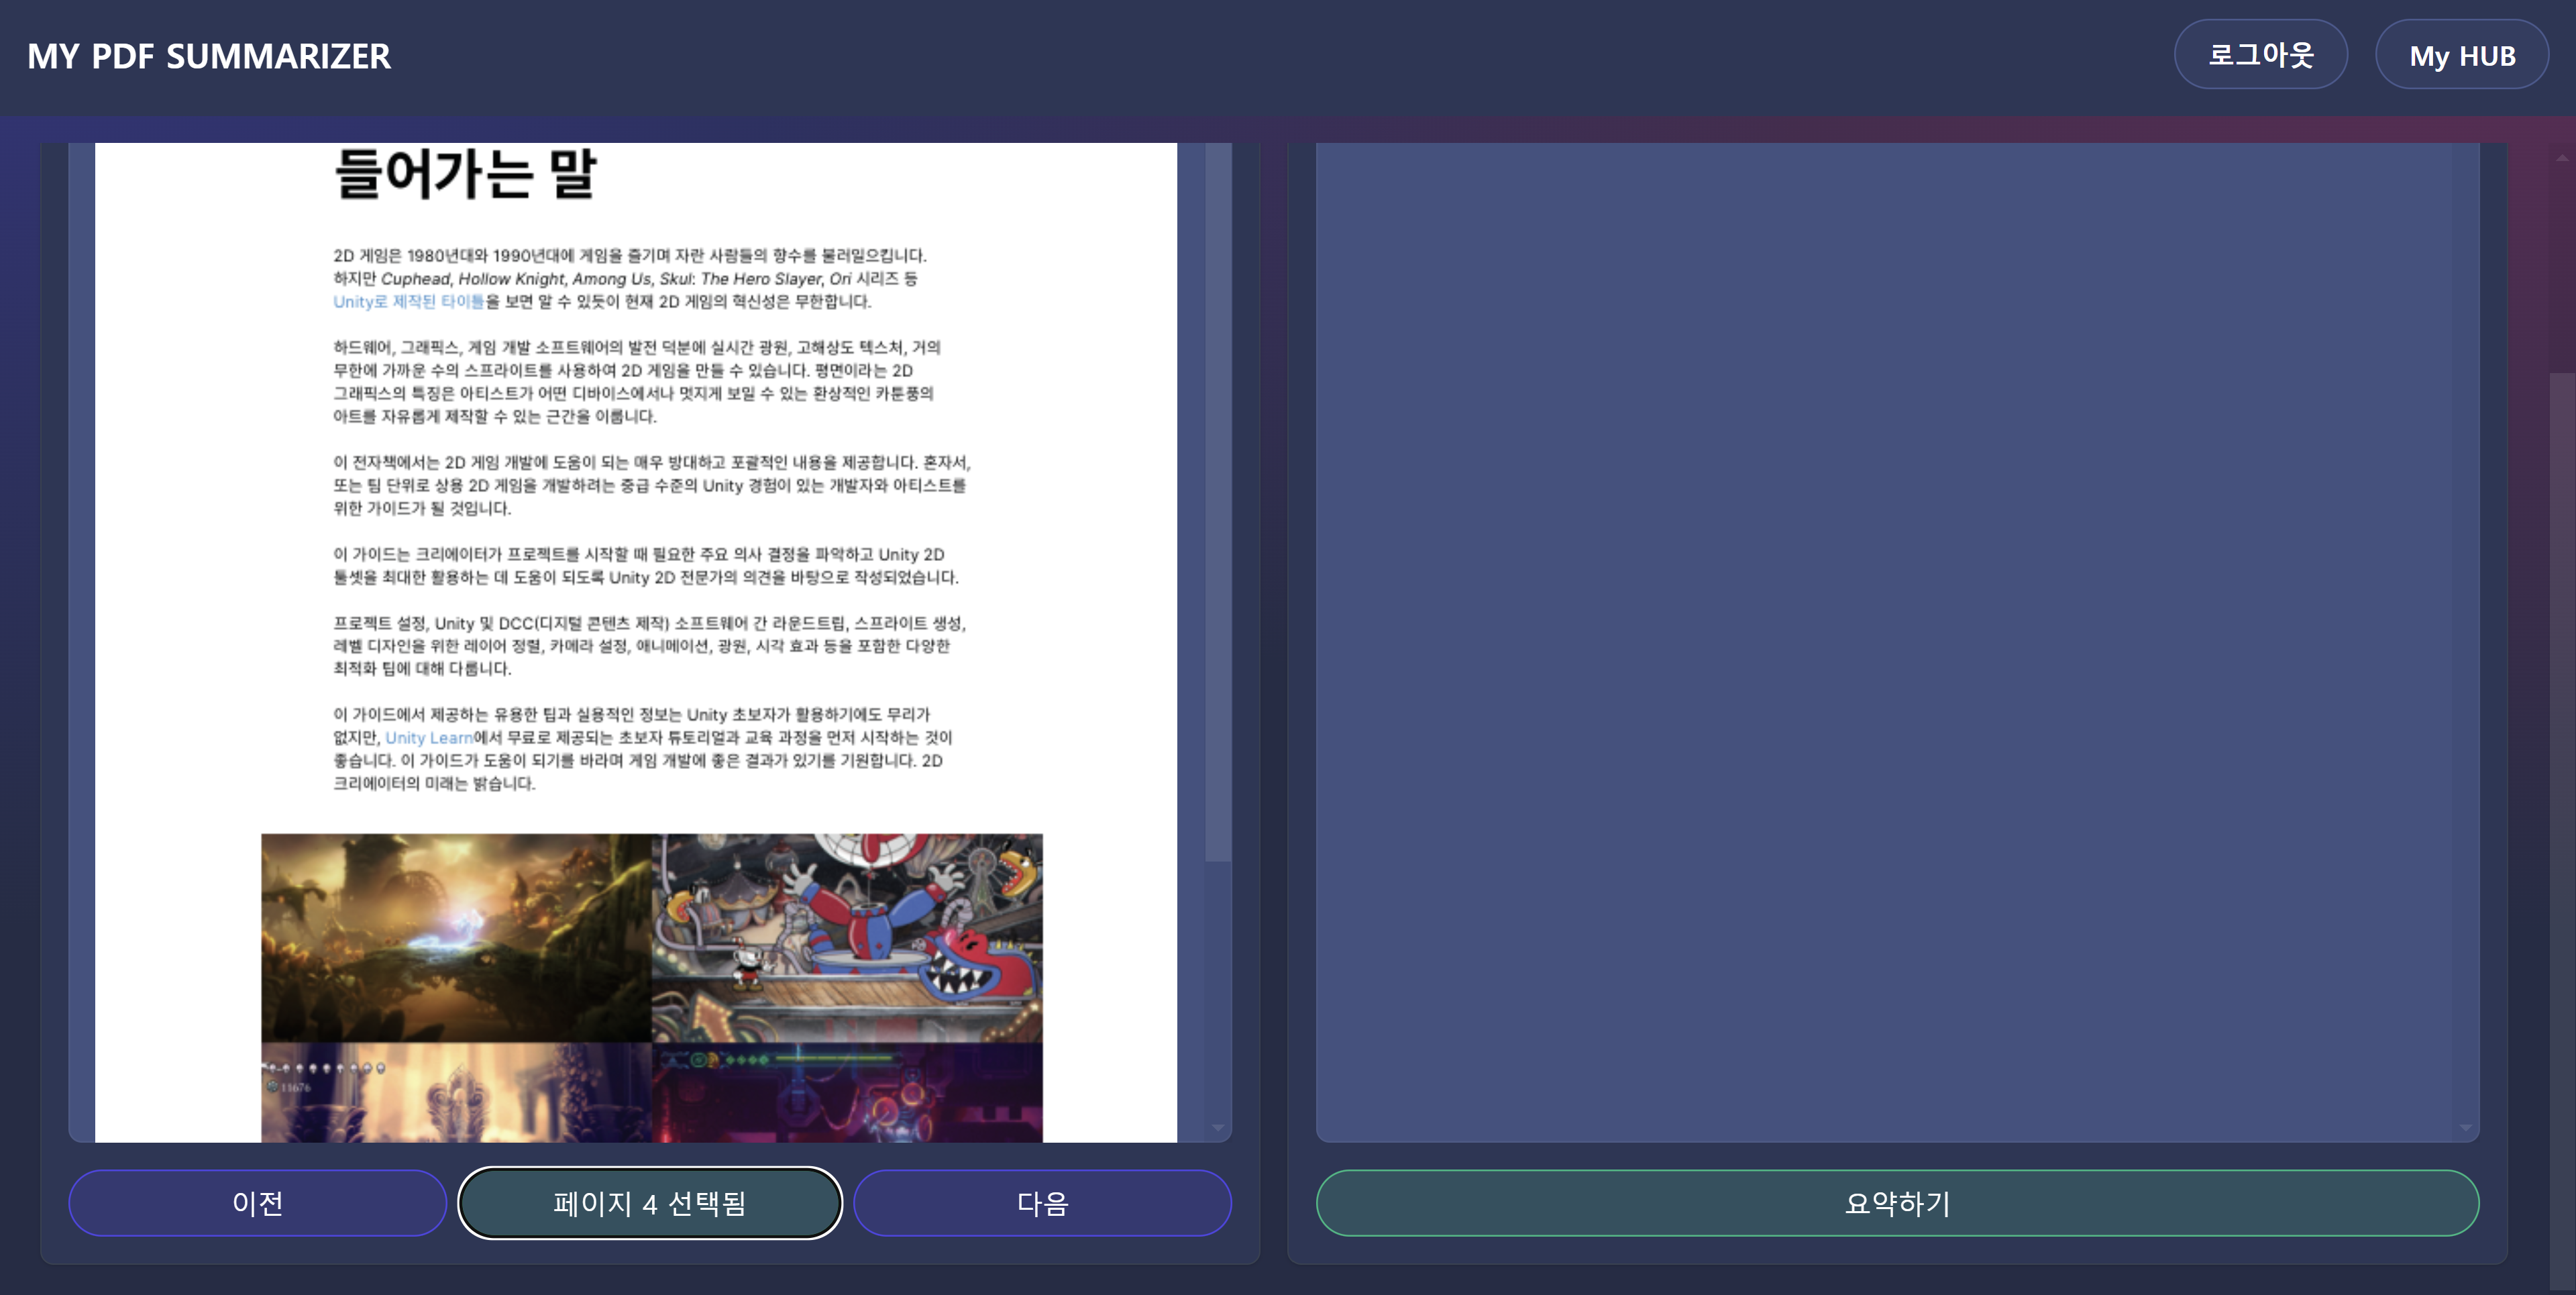 MY PDF SUMMARIZER
로그아웃
My HUB
들어가는 말
2D 게임은 1980년대와 1990년대에 게임을 즐기며 자란 사람들의 향수를 불러일으킵니다.
하지만 Cuphead, Hollow Knight, Among Us, Skul: The Hero Slayer, Ori 시리즈 등
Unity로 제작된 타이틀을 보면 알 수 있듯이 현재 2D 게임의 혁신성은 무한합니다.
하드웨어, 그래픽스, 게임 개발 소프트웨어의 발전 덕분에 실시간 광원, 고해상도 텍스처, 거의
무한에 가까운 수의 스프라이트를 사용하여 2D 게임을 만들 수 있습니다. 평면이라는 2D
그래픽스의 특징은 아티스트가 어떤 디바이스에서나 멋지게 보일 수 있는 환상적인 카툰풍의
아트를 자유롭게 제작할 수 있는 근간을 이룹니다.
이 전자책에서는 2D 게임 개발에 도움이 되는 매우 방대하고 포괄적인 내용을 제공합니다. 혼자서,
또는 팀 단위로 상용 2D 게임을 개발하려는 중급 수준의 Unity 경험이 있는 개발자와 아티스트를
위한 가이드가 될 것입니다.
이 가이드는 크리에이터가 프로젝트를 시작할 때 필요한 주요 의사 결정을 파악하고 Unity 2D
툴셋을 최대한 활용하는 데 도움이 되도록 Unity 2D 전문가의 의견을 바탕으로 작성되었습니다.
프로젝트 설정, Unity 및 DCC(디지털 콘텐츠 제작) 소프트웨어 간 라운드트립, 스프라이트 생성,
레벨 디자인을 위한 레이어 정렬, 카메라 설정, 애니메이션, 광원, 시각 효과 등을 포함한 다양한
최적화 팁에 대해 다룹니다.
이 가이드에서 제공하는 유용한 팁과 실용적인 정보는 Unity 초보자가 활용하기에도 무리가
없지만, Unity Learn에서 무료로 제공되는 초보자 튜토리얼과 교육 과정을 먼저 시작하는 것이
좋습니다. 이 가이드가 도움이 되기를 바라며 게임 개발에 좋은 결과가 있기를 기원합니다. 2D
크리에이터의 미래는 밝습니다.
11676
이전
페이지 4 선택됨
다음
요약하기